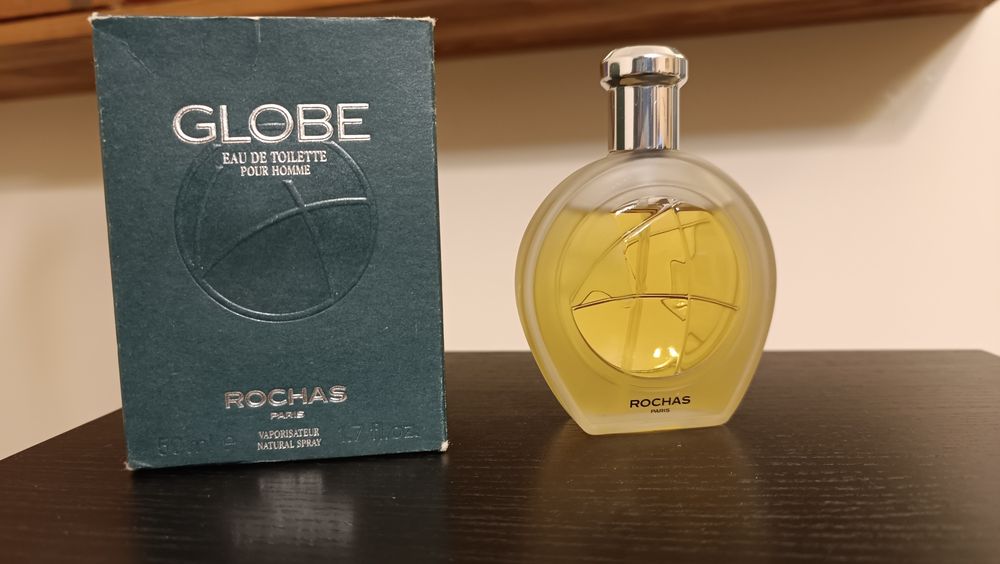 GLOBE
EAU DE TOILETTE
POUR HOMME
ROCHAS
PARIS
50 ml e VAPORISATEUR 1.7 fl.oz.
NATURAL SPRAY
ROCHAS
PARIS